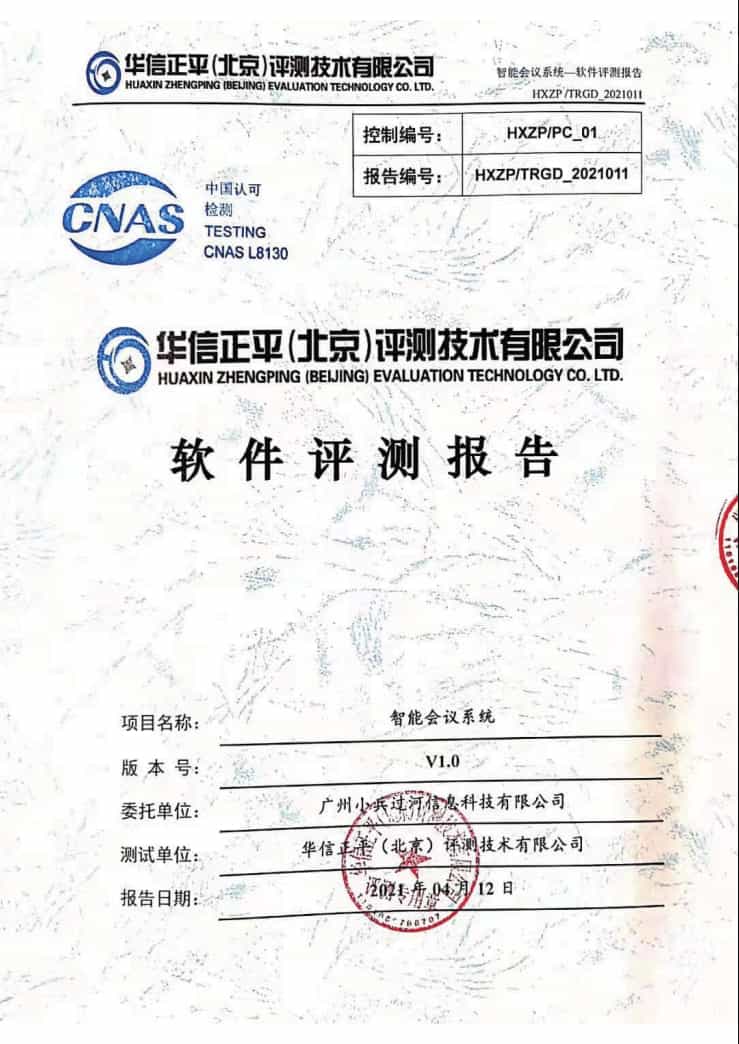 华信正平(北京)评测技术有限公司
HUAXIN ZHENGPING (BEIJING) EVALUATION TECHNOLOGY CO. LTD.
智能会议系统—软件评测报告
HXZP/TRGD_2021011
控制编号: HXZP/PC_01
报告编号: HXZP/TRGD_2021011
CNAS
中国认可
检测
TESTING
CNAS L8130
华信正平(北京)评测技术有限公司
HUAXIN ZHENGPING (BEIJING) EVALUATION TECHNOLOGY CO. LTD.
软件评测报告
项目名称: 智能会议系统
版本号: V1.0
委托单位: 广州小兵过河信息科技有限公司
测试单位: 华信正平(北京)评测技术有限公司
报告日期: 2021年04月12日